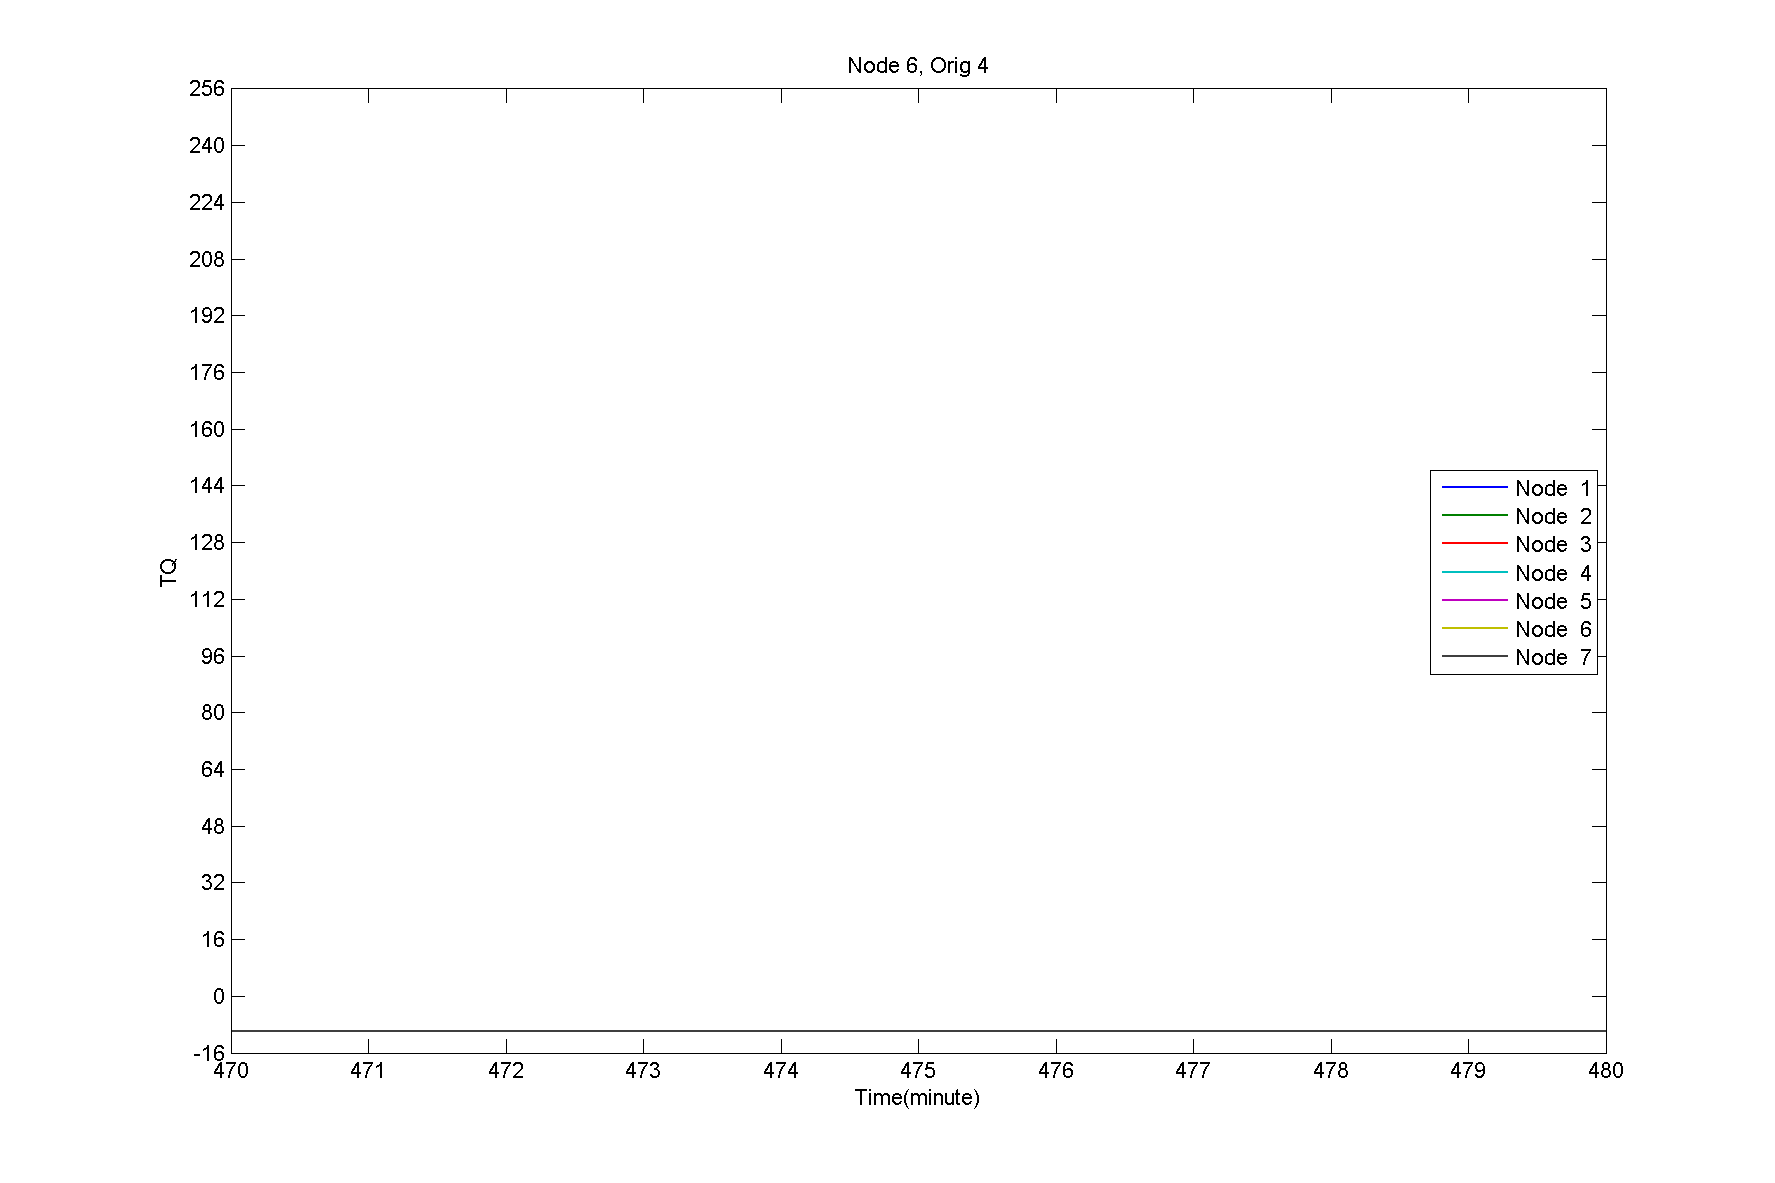 Node 6, Orig 4
256
240
224
208
192
176
160
144
128
112
96
80
64
48
32
16
0
-16
TQ
Node 1
Node 2
Node 3
Node 4
Node 5
Node 6
Node 7
470 471 472 473 474 475 476 477 478 479 480
Time(minute)